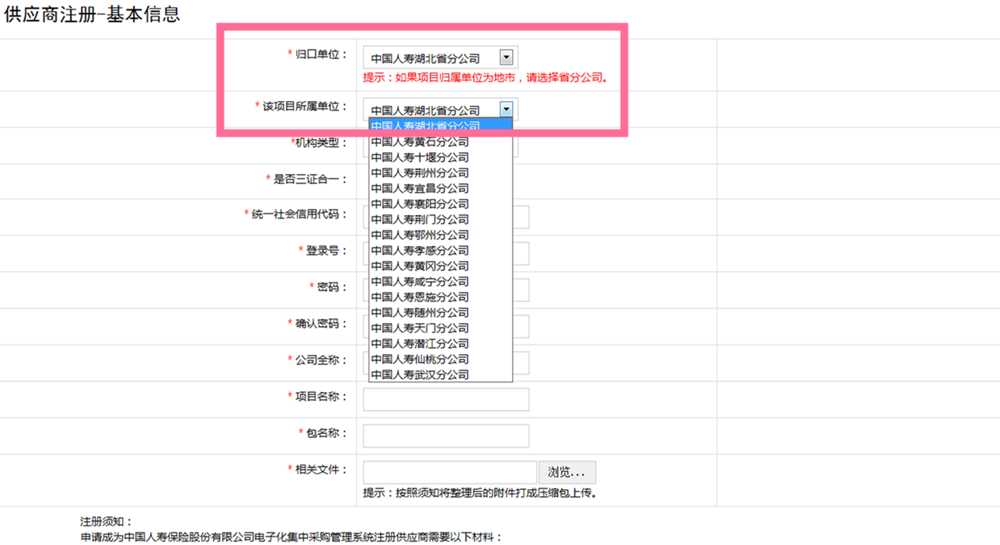 供应商注册-基本信息
* 归口单位：
中国人寿湖北省分公司
提示：如果项目归属单位为地市，请选择省分公司。
* 该项目所属单位：
中国人寿湖北省分公司
中国人寿湖北省分公司
*机构类型：
中国人寿黄石分公司
中国人寿十堰分公司
中国人寿荆州分公司
* 是否三证合一：
中国人寿宜昌分公司
中国人寿襄阳分公司
* 统一社会信用代码：
中国人寿荆门分公司
中国人寿鄂州分公司
* 登录号：
中国人寿孝感分公司
中国人寿黄冈分公司
中国人寿咸宁分公司
* 密码：
中国人寿恩施分公司
中国人寿随州分公司
* 确认密码：
中国人寿天门分公司
中国人寿潜江分公司
* 公司全称：
中国人寿仙桃分公司
中国人寿武汉分公司
* 项目名称：
* 包名称：
* 相关文件：
浏览...
提示：按照须知将整理后的附件打成压缩包上传。
注册须知：
申请成为中国人寿保险股份有限公司电子化集中采购管理系统注册供应商需要以下材料：